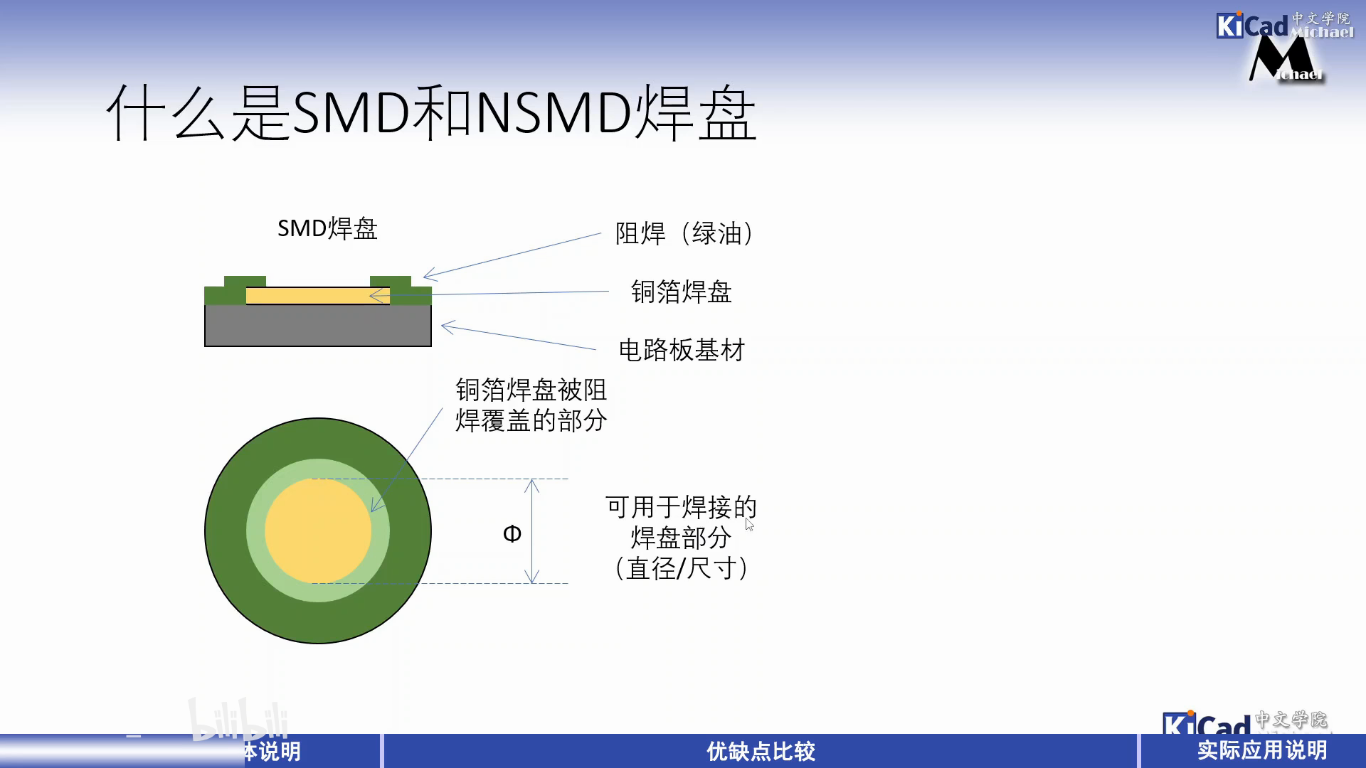 KiCad 中文学院
Michael
Michael
什么是SMD和NSMD焊盘
SMD焊盘
阻焊（绿油）
铜箔焊盘
电路板基材
铜箔焊盘被阻
焊覆盖的部分
Φ
可用于焊接的
焊盘部分
（直径/尺寸）
bilibili
KiCad 中文学院
体说明
优缺点比较
实际应用说明